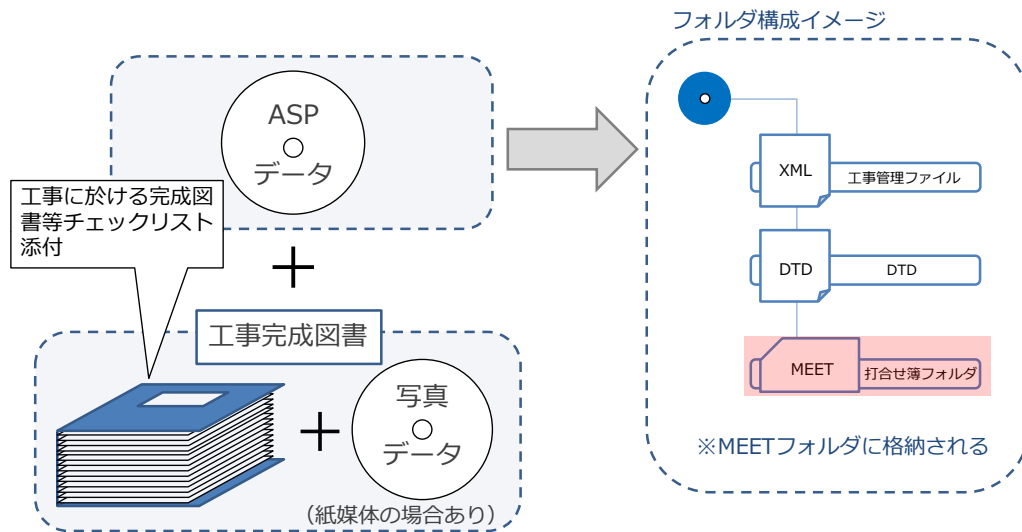 フォルダ構成イメージ
ASP
データ
工事に於ける完成図
書等チェックリスト
添付
＋
工事完成図書
＋
写真
データ
（紙媒体の場合あり）
XML
工事管理ファイル
DTD
DTD
MEET
打合せ簿フォルダ
※MEETフォルダに格納される